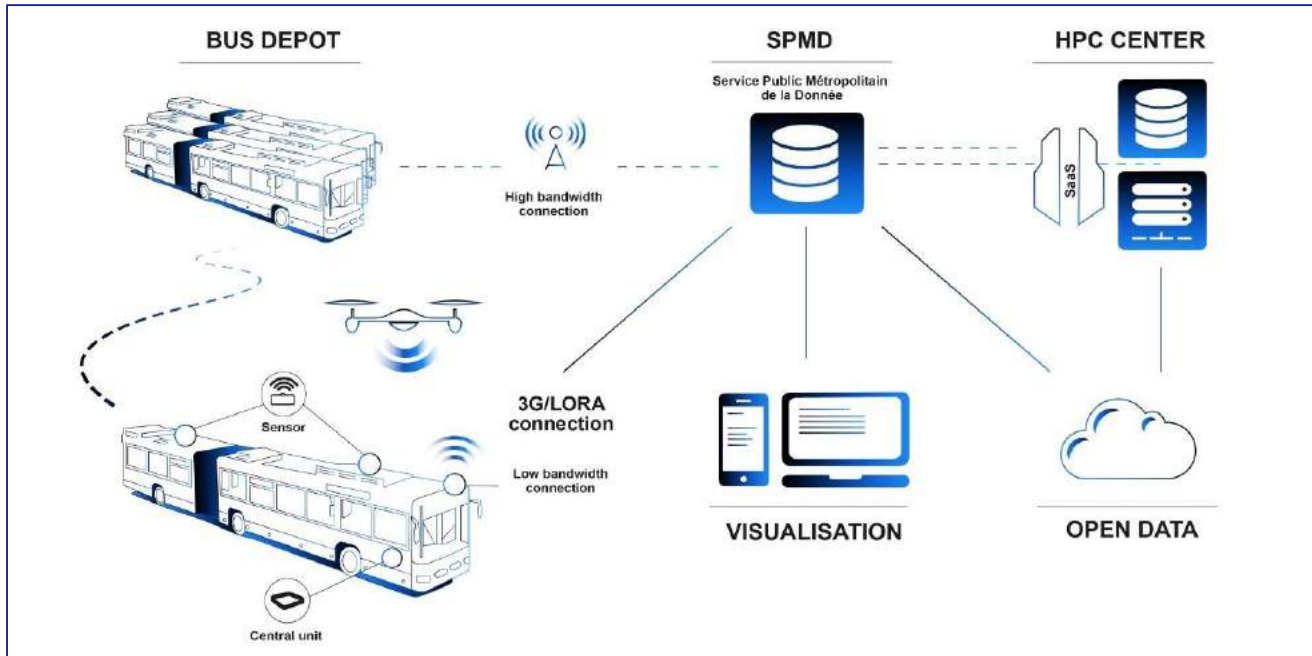 BUS DEPOT
SPMD
HPC CENTER
Service Public Métropolitain
de la Donnée
High bandwidth
connection
SaaS
Sensor
3G/LORA
connection
Low bandwidth
connection
VISUALISATION
OPEN DATA
Central unit